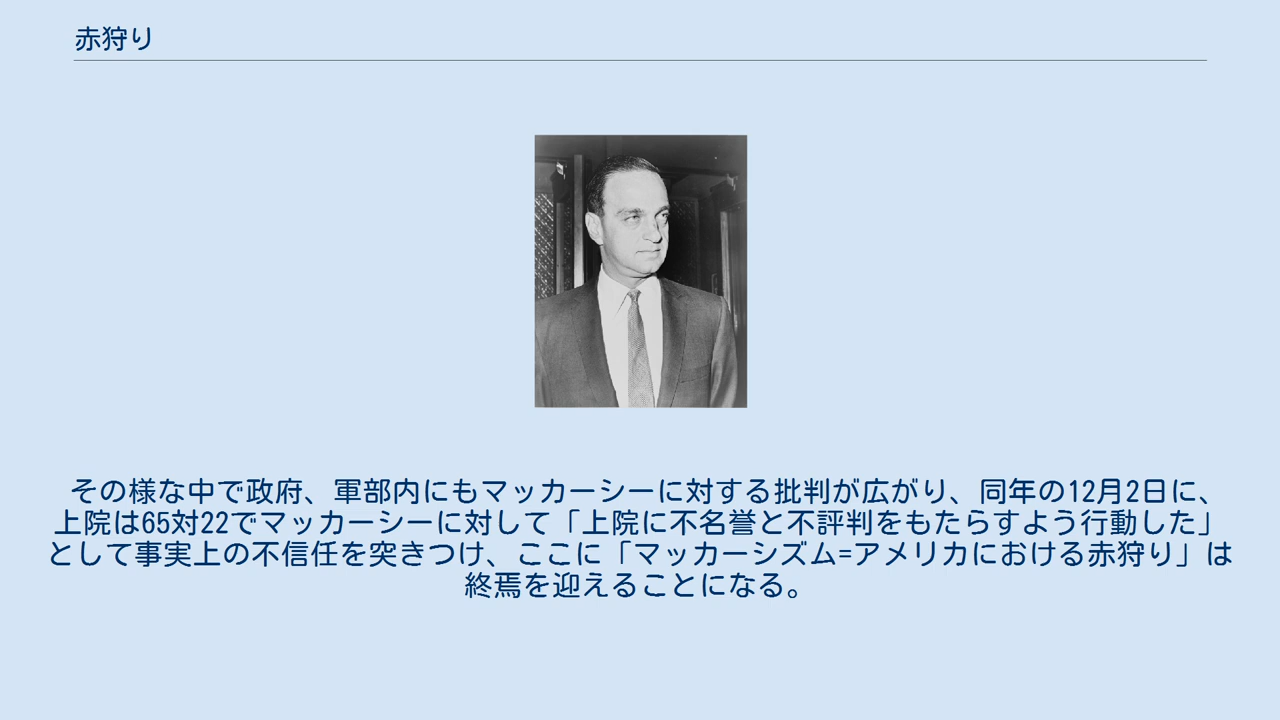 赤狩り
その様な中で政府、軍部内にもマッカーシーに対する批判が広がり、同年の12月2日に、
上院は65対22でマッカーシーに対して「上院に不名誉と不評判をもたらすよう行動した」
として事実上の不信任を突きつけ、ここに「マッカーシズム=アメリカにおける赤狩り」は
終焉を迎えることになる。